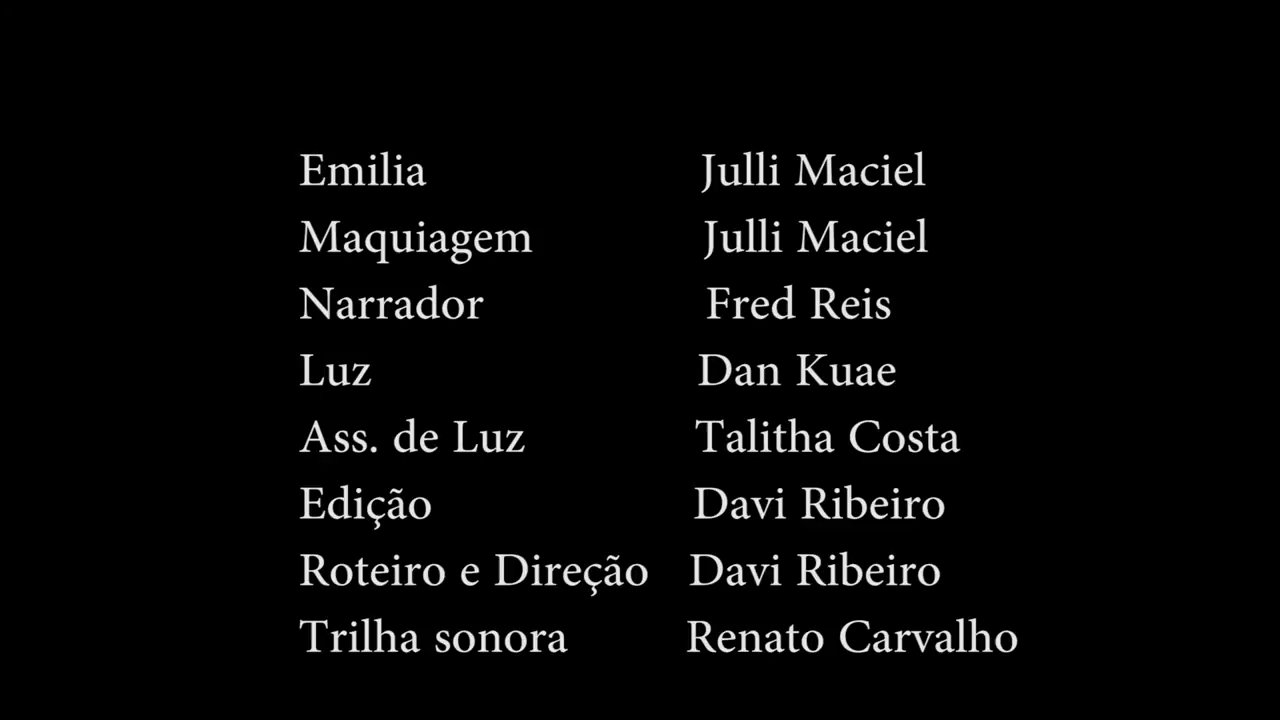 Emilia Julli Maciel
Maquiagem Julli Maciel
Narrador Fred Reis
Luz Dan Kuae
Ass. de Luz Talitha Costa
Edição Davi Ribeiro
Roteiro e Direção Davi Ribeiro
Trilha sonora Renato Carvalho